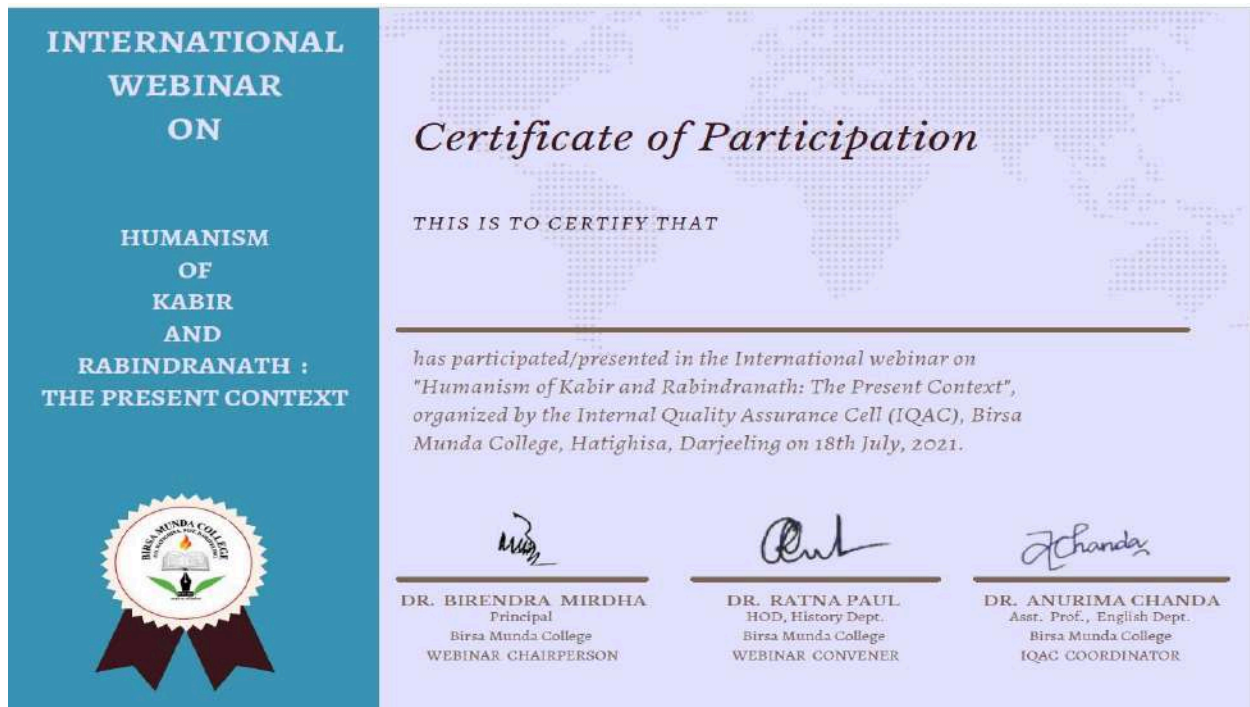 INTERNATIONAL
WEBINAR
ON
HUMANISM
OF
KABIR
AND
RABINDRANATH :
THE PRESENT CONTEXT
BIRSA MUNDA COLLEGE
Certificate of Participation
THIS IS TO CERTIFY THAT
has participated/presented in the International webinar on
"Humanism of Kabir and Rabindranath: The Present Context",
organized by the Internal Quality Assurance Cell (IQAC), Birsa
Munda College, Hatighisa, Darjeeling on 18th July, 2021.
AChanda
DR. BIRENDRA MIRDHA
Principal
Birsa Munda College
WEBINAR CHAIRPERSON
DR. RATNA PAUL
HOD, History Dept.
Birsa Munda College
WEBINAR CONVENER
DR. ANURIMA CHANDA
Asst. Prof., English Dept.
Birsa Munda College
IQAC COORDINATOR